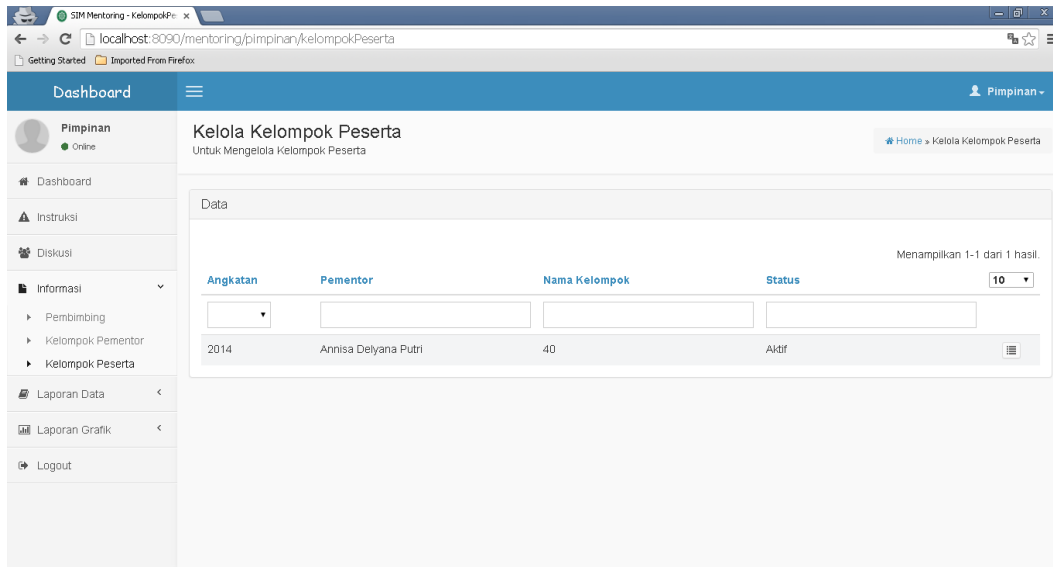 SIM Mentoring - KelompokPe
localhost:8090/mentoring/pimpinan/kelompokPeserta
Getting Started Imported From Firefox
Dashboard
Pimpinan
Pimpinan
Online
Kelola Kelompok Peserta
Untuk Mengelola Kelompok Peserta
Home » Kelola Kelompok Peserta
Dashboard
Instruksi
Diskusi
Informasi
Pembimbing
Kelompok Pementor
Kelompok Peserta
Laporan Data
Laporan Grafik
Logout
Data
Menampilkan 1-1 dari 1 hasil.
Angkatan Pementor Nama Kelompok Status 10
2014 Annisa Delyana Putri 40 Aktif